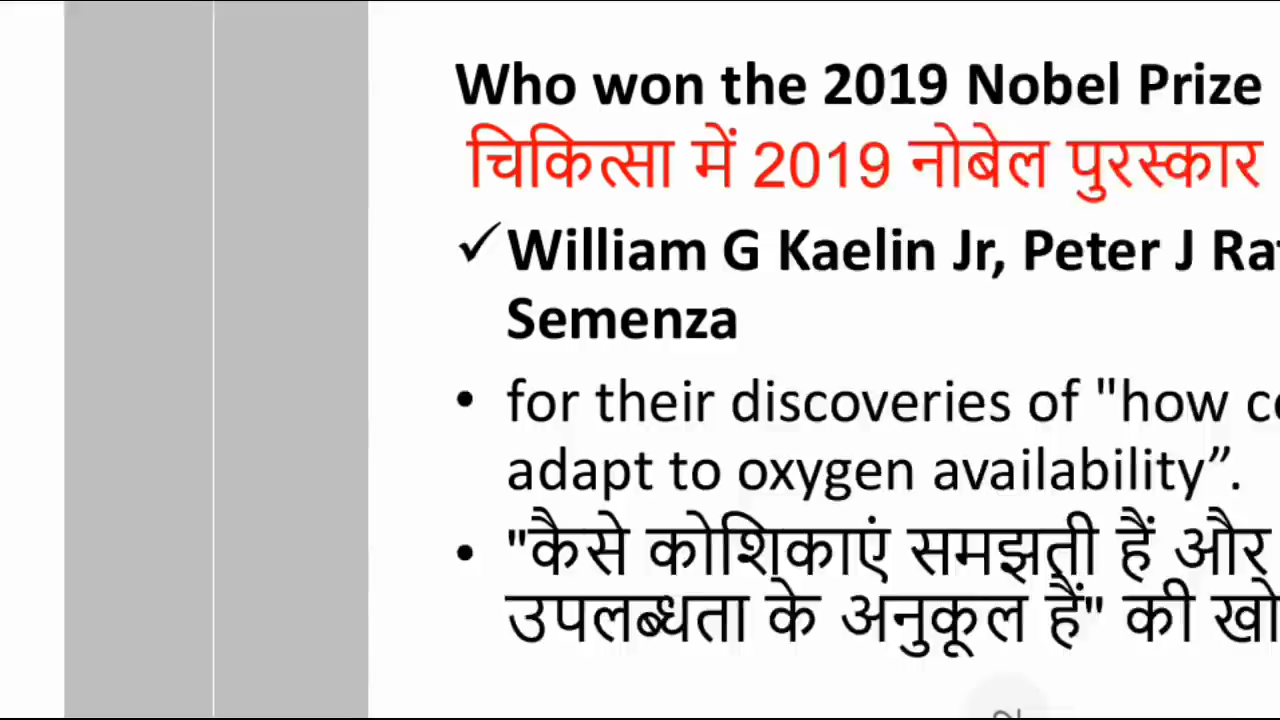 Who won the 2019 Nobel Prize
चिकित्सा में 2019 नोबेल पुरस्कार
✓William G Kaelin Jr, Peter J
Semenza
• for their discoveries of "how
adapt to oxygen availability”.
• "कैसे कोशिकाएं समझती हैं और
उपलब्धता के अनुकूल हैं" की